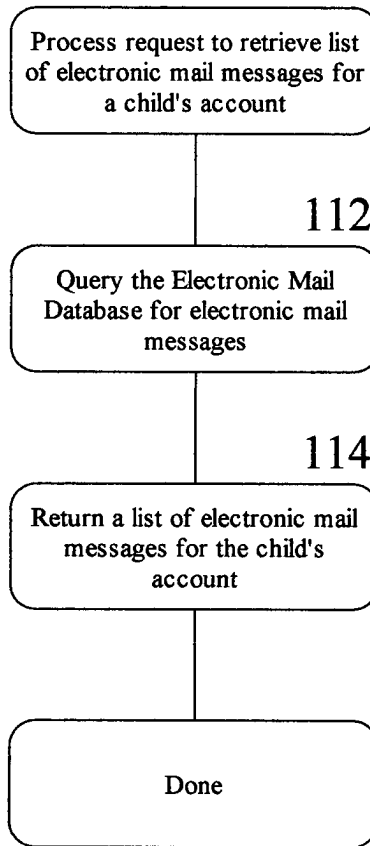 Process request to retrieve list
of electronic mail messages for
a child's account
112
Query the Electronic Mail
Database for electronic mail
messages
114
Return a list of electronic mail
messages for the child's
account
Done